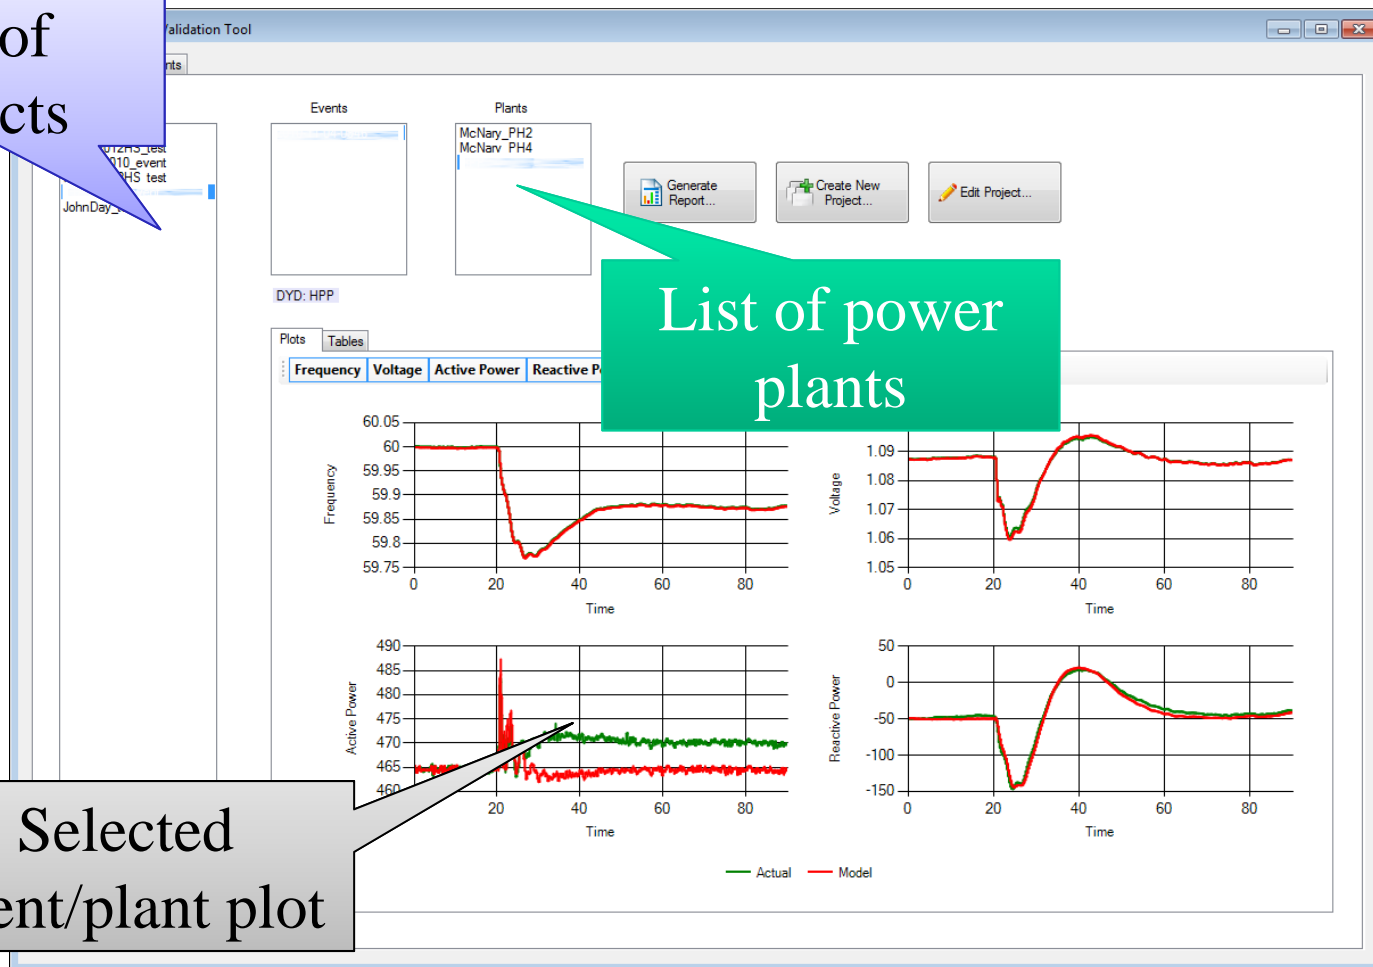 of
cts
alidation Tool
nts
Events
Plants
012HS_test
010_event
HS test
JohnDay_
McNary_PH2
McNary PH4
Generate
Report...
Create New
Project...
Edit Project...
DYD: HPP
List of power
plants
Plots
Tables
Frequency
Voltage
Active Power
Reactive P
Frequency
60.05
60
59.95
59.9
59.85
59.8
59.75
0
20
40
60
80
Time
Voltage
1.09
1.08
1.07
1.06
1.05
0
20
40
60
80
Time
Active Power
490
485
480
475
470
465
460
20
40
60
80
Time
Reactive Power
50
0
-50
-100
-150
0
20
40
60
80
Time
Selected
ent/plant plot
Actual
Model